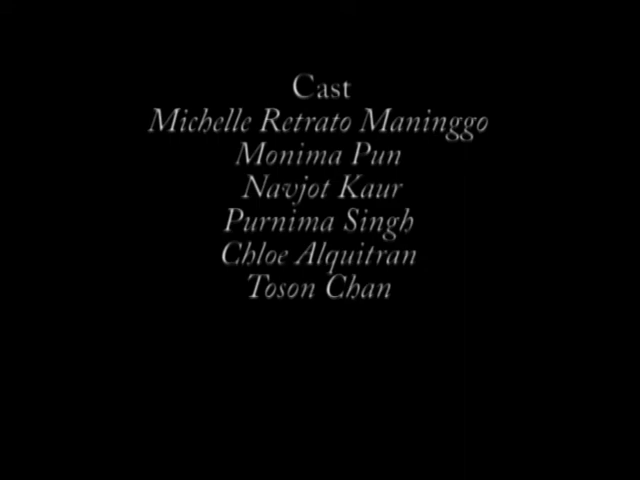 Cast
Michelle Retrato Maninggo
Monima Pun
Navjot Kaur
Purnima Singh
Chloe Alquitran
Toson Chan